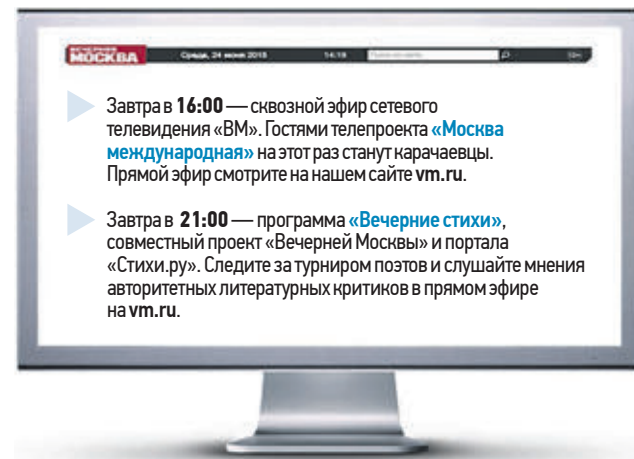 ВЕЧЕРНЯЯ
МОСКВА Среда, 24 июня 2015 14:19
Завтра в 16:00 — сквозной эфир сетевого
телевидения «ВМ». Гостями телепроекта «Москва
международная» на этот раз станут карачаевцы.
Прямой эфир смотрите на нашем сайте vm.ru.
Завтра в 21:00 — программа «Вечерние стихи»,
совместный проект «Вечерней Москвы» и портала
«Стихи.ру». Следите за турниром поэтов и слушайте мнения
авторитетных литературных критиков в прямом эфире
на vm.ru.